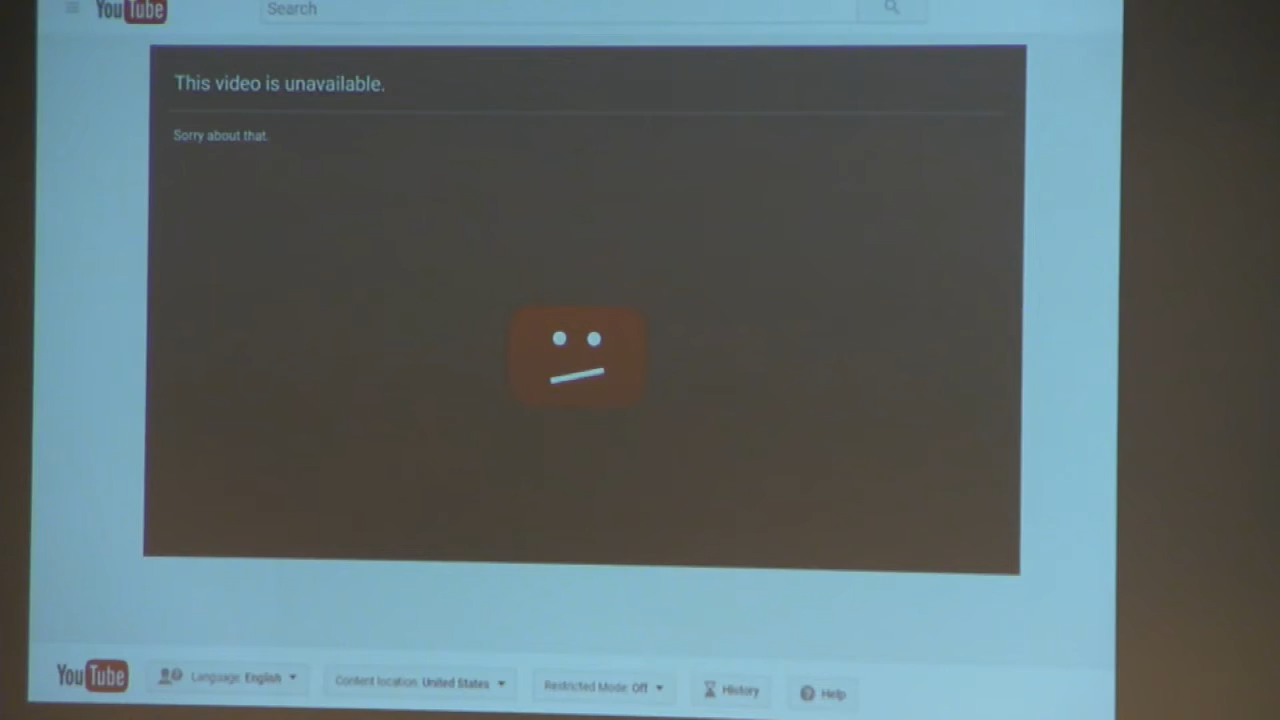 YouTube
Search
This video is unavailable.
Sorry about that.
YouTube
Language: English
Content location: United States
Restricted Mode: Off
History
Help